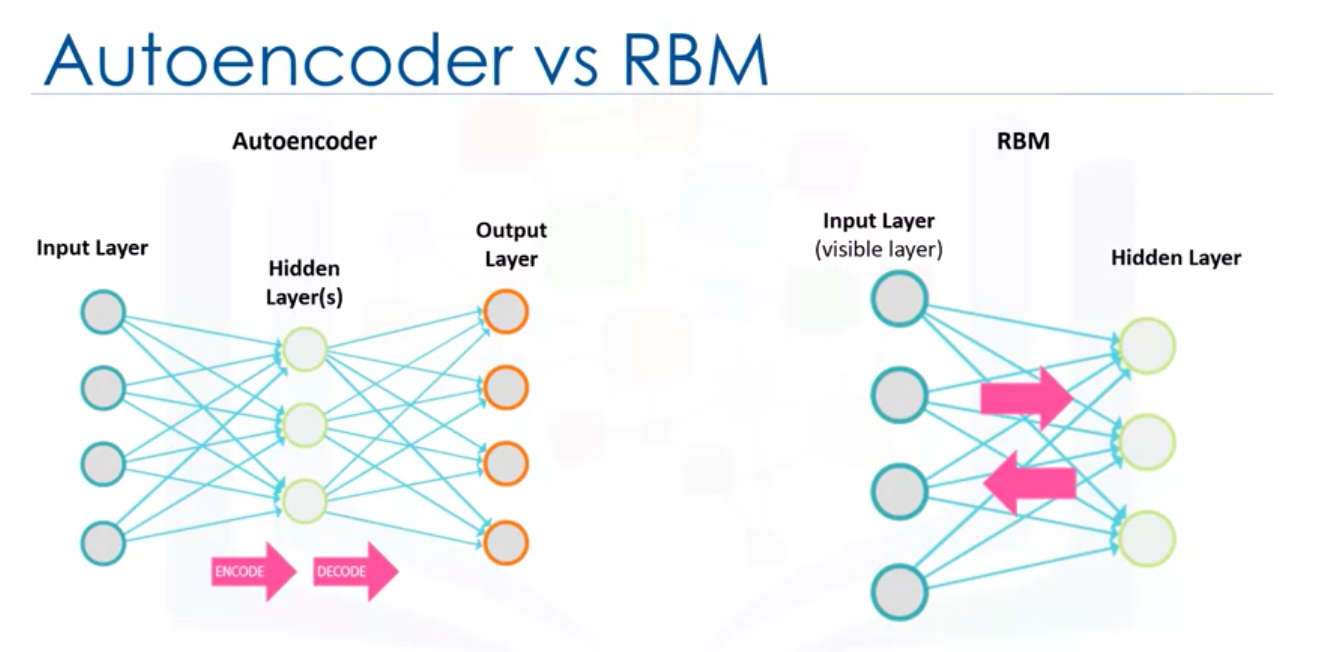 Autoencoder vs RBM
Autoencoder
Input Layer
Hidden
Layer(s)
Output
Layer
ENCODE
DECODE
RBM
Input Layer
(visible layer)
Hidden Layer